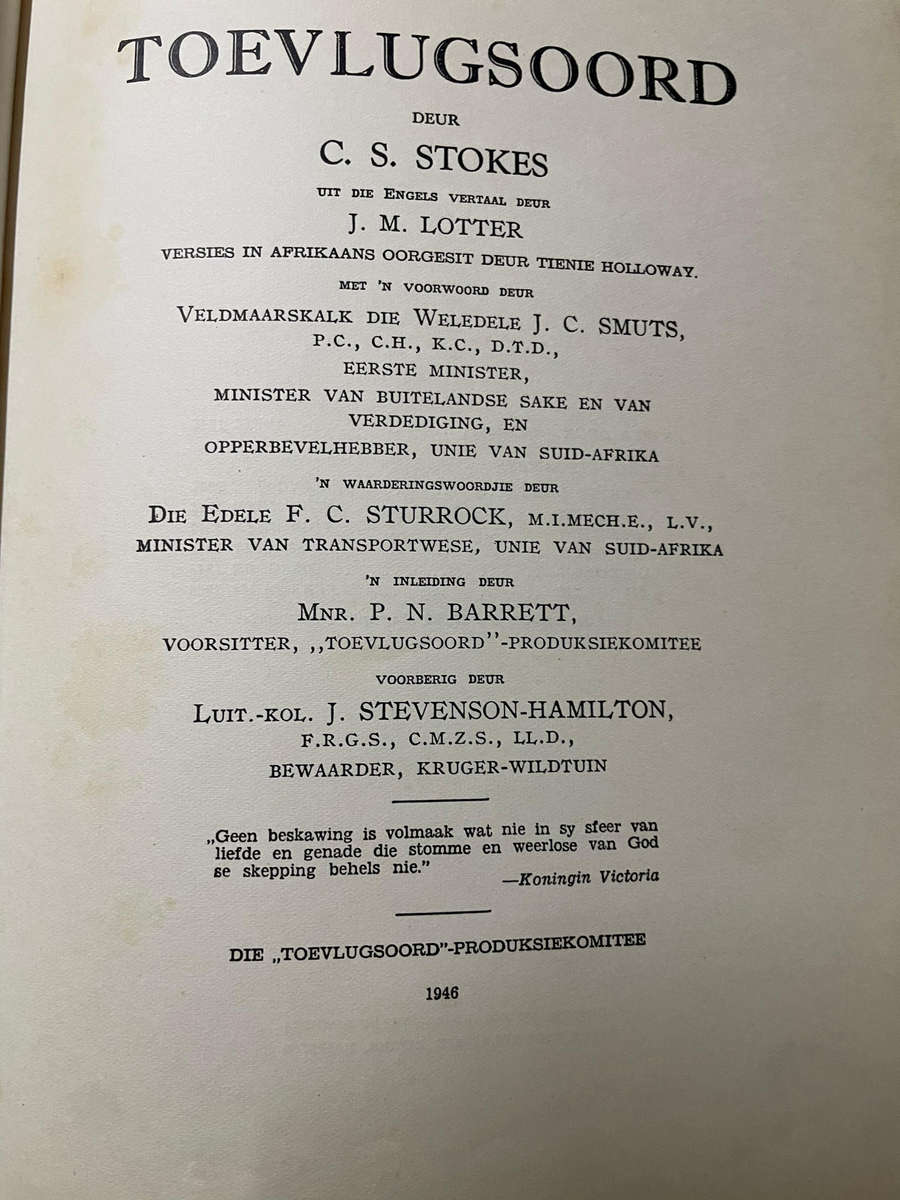 TOEVLUGSOORD
DEUR
C. S. STOKES
UIT DIE ENGELS VERTAAL DEUR
J. M. LOTTER
VERSIES IN AFRIKAANS OORGESIT DEUR TIENIE HOLLOWAY.
MET 'N VOORWOORD DEUR
VELDMAARSKALK DIE WELEDELE J. C. SMUTS,
P.C., C.H., K.C., D.T.D.,
EERSTE MINISTER,
MINISTER VAN BUITELANDSE SAKE EN VAN
VERDEDIGING, EN
OPPERBEVELHEBBER, UNIE VAN SUID-AFRIKA
'N WAARDERINGSWOORDJIE DEUR
DIE EDELE F. C. STURROCK, M.I.MECH.E., L.V.,
MINISTER VAN TRANSPORTWESE, UNIE VAN SUID-AFRIKA
'N INLEIDING DEUR
MNR. P. N. BARRETT,
VOORSITTER, ,,TOEVLUGSOORD''-PRODUKSIEKOMITEE
VOORBERIG DEUR
LUIT.-KOL. J. STEVENSON-HAMILTON,
F.R.G.S., C.M.Z.S., LL.D.,
BEWAARDER, KRUGER-WILDTUIN
„Geen beskawing is volmaak wat nie in sy sfeer van
liefde en genade die stomme en weerlose van God
se skepping behels nie.”
—Koningin Victoria
DIE „TOEVLUGSOORD”-PRODUKSIEKOMITEE
1946